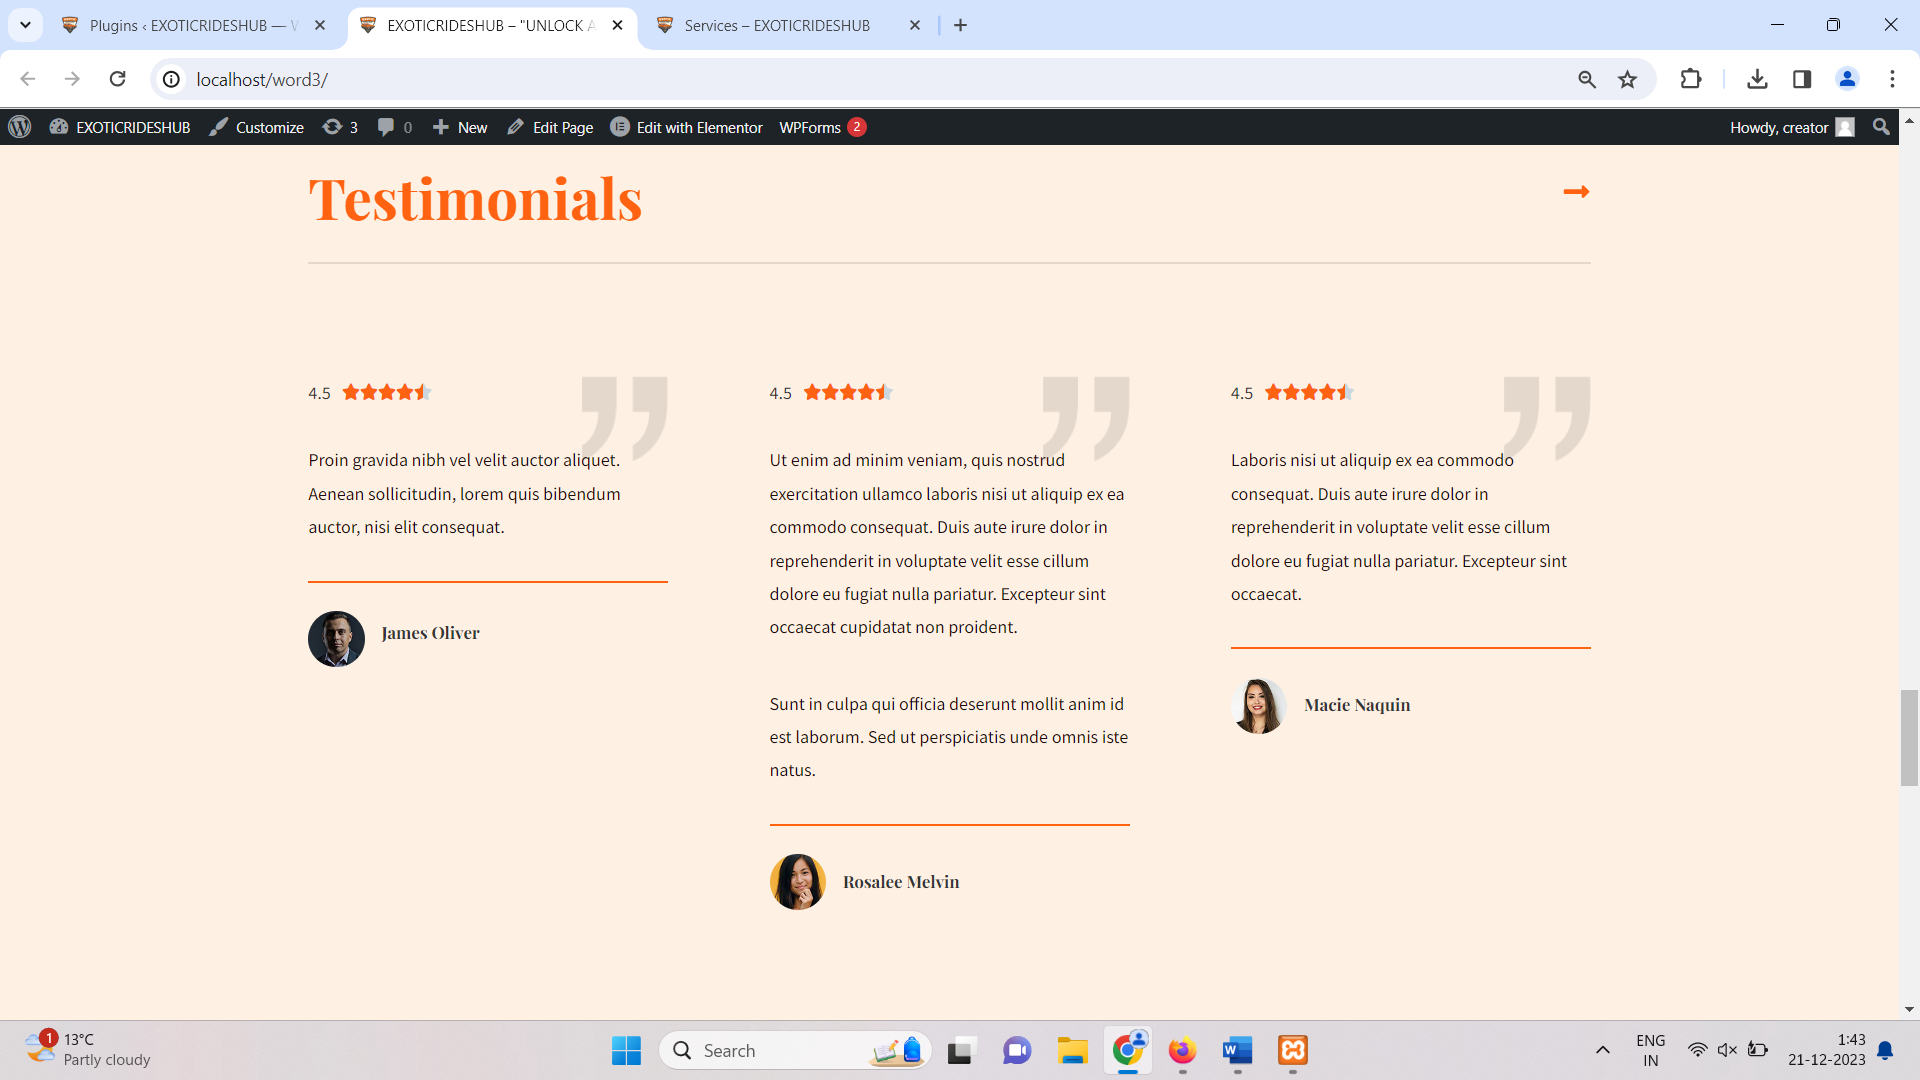 Plugins ‹ EXOTICRIDESHUB —
EXOTICRIDESHUB – "UNLOCK A
Services – EXOTICRIDESHUB
localhost/word3/
EXOTICRIDESHUB
Customize
3
0
New
Edit Page
Edit with Elementor
WPForms 2
Howdy, creator
Testimonials
4.5
Proin gravida nibh vel velit auctor aliquet.
Aenean sollicitudin, lorem quis bibendum
auctor, nisi elit consequat.
James Oliver
4.5
Ut enim ad minim veniam, quis nostrud
exercitation ullamco laboris nisi ut aliquip ex ea
commodo consequat. Duis aute irure dolor in
reprehenderit in voluptate velit esse cillum
dolore eu fugiat nulla pariatur. Excepteur sint
occaecat cupidatat non proident.
Sunt in culpa qui officia deserunt mollit anim id
est laborum. Sed ut perspiciatis unde omnis iste
natus.
Rosalee Melvin
4.5
Laboris nisi ut aliquip ex ea commodo
consequat. Duis aute irure dolor in
reprehenderit in voluptate velit esse cillum
dolore eu fugiat nulla pariatur. Excepteur sint
occaecat.
Macie Naquin
1
13°C
Partly cloudy
Search
ENG
IN
1:43
21-12-2023